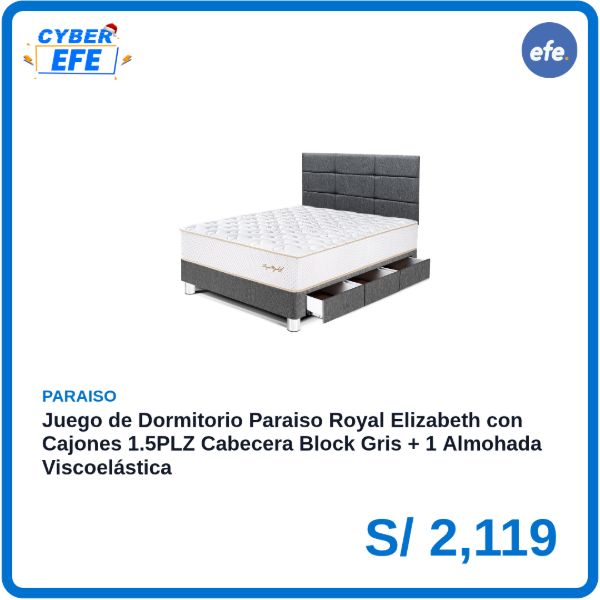 CYBER
EFE
efe.
PARAISO
Juego de Dormitorio Paraiso Royal Elizabeth con
Cajones 1.5PLZ Cabecera Block Gris + 1 Almohada
Viscoelástica
S/ 2,119